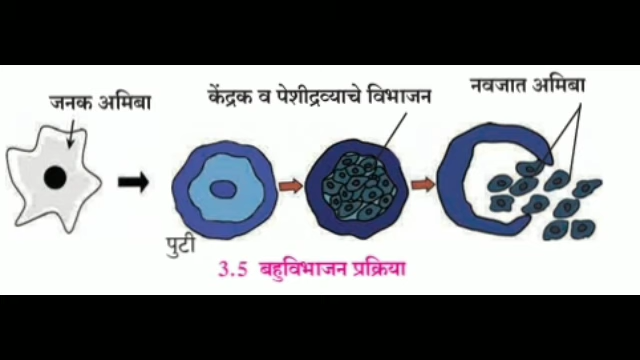 जनक अमिबा
केंद्रक व पेशीद्रव्याचे विभाजन
नवजात अमिबा
पुटी
3.5 बहुविभाजन प्रक्रिया